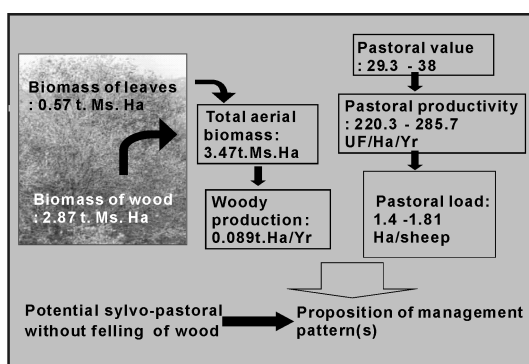 Biomass of leaves
: 0.57 t. Ms. Ha
Biomass of wood
: 2.87 t. Ms. Ha
Total aerial
biomass:
3.47t.Ms.Ha
Woody
production:
0.089t.Ha/Yr
Pastoral value
: 29.3 - 38
Pastoral productivity
: 220.3 - 285.7
UF/Ha/Yr
Pastoral load:
1.4 -1.81
Ha/sheep
Potential sylvo-pastoral
without felling of wood
Proposition of management
pattern(s)